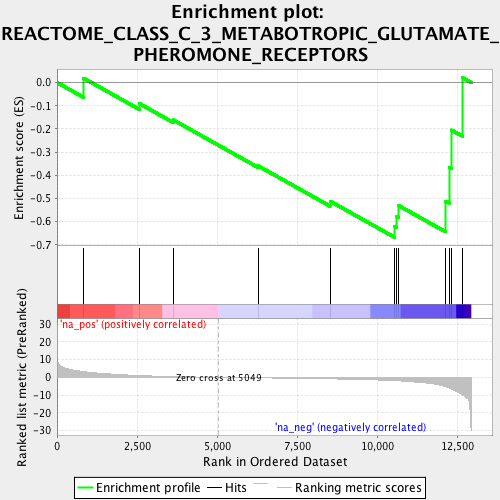 Enrichment plot:
REACTOME_CLASS_C_3_METABOTROPIC_GLUTAMATE_
PHEROMONE_RECEPTORS
Enrichment score (ES)
0.0
-0.1
-0.2
-0.3
-0.4
-0.5
-0.6
-0.7
'na_pos' (positively correlated)
Ranked list metric (PreRanked)
30
20
10
0
-10
-20
-30
Zero cross at 5049
'na_neg' (negatively correlated)
0
2,500
5,000
7,500
10,000
12,500
Rank in Ordered Dataset
Enrichment profile
Hits
Ranking metric scores